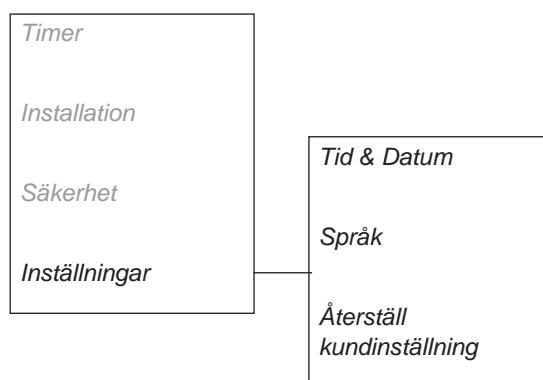 Timer
Installation
Säkerhet
Inställningar
Tid & Datum
Språk
Återställ
kundinställning